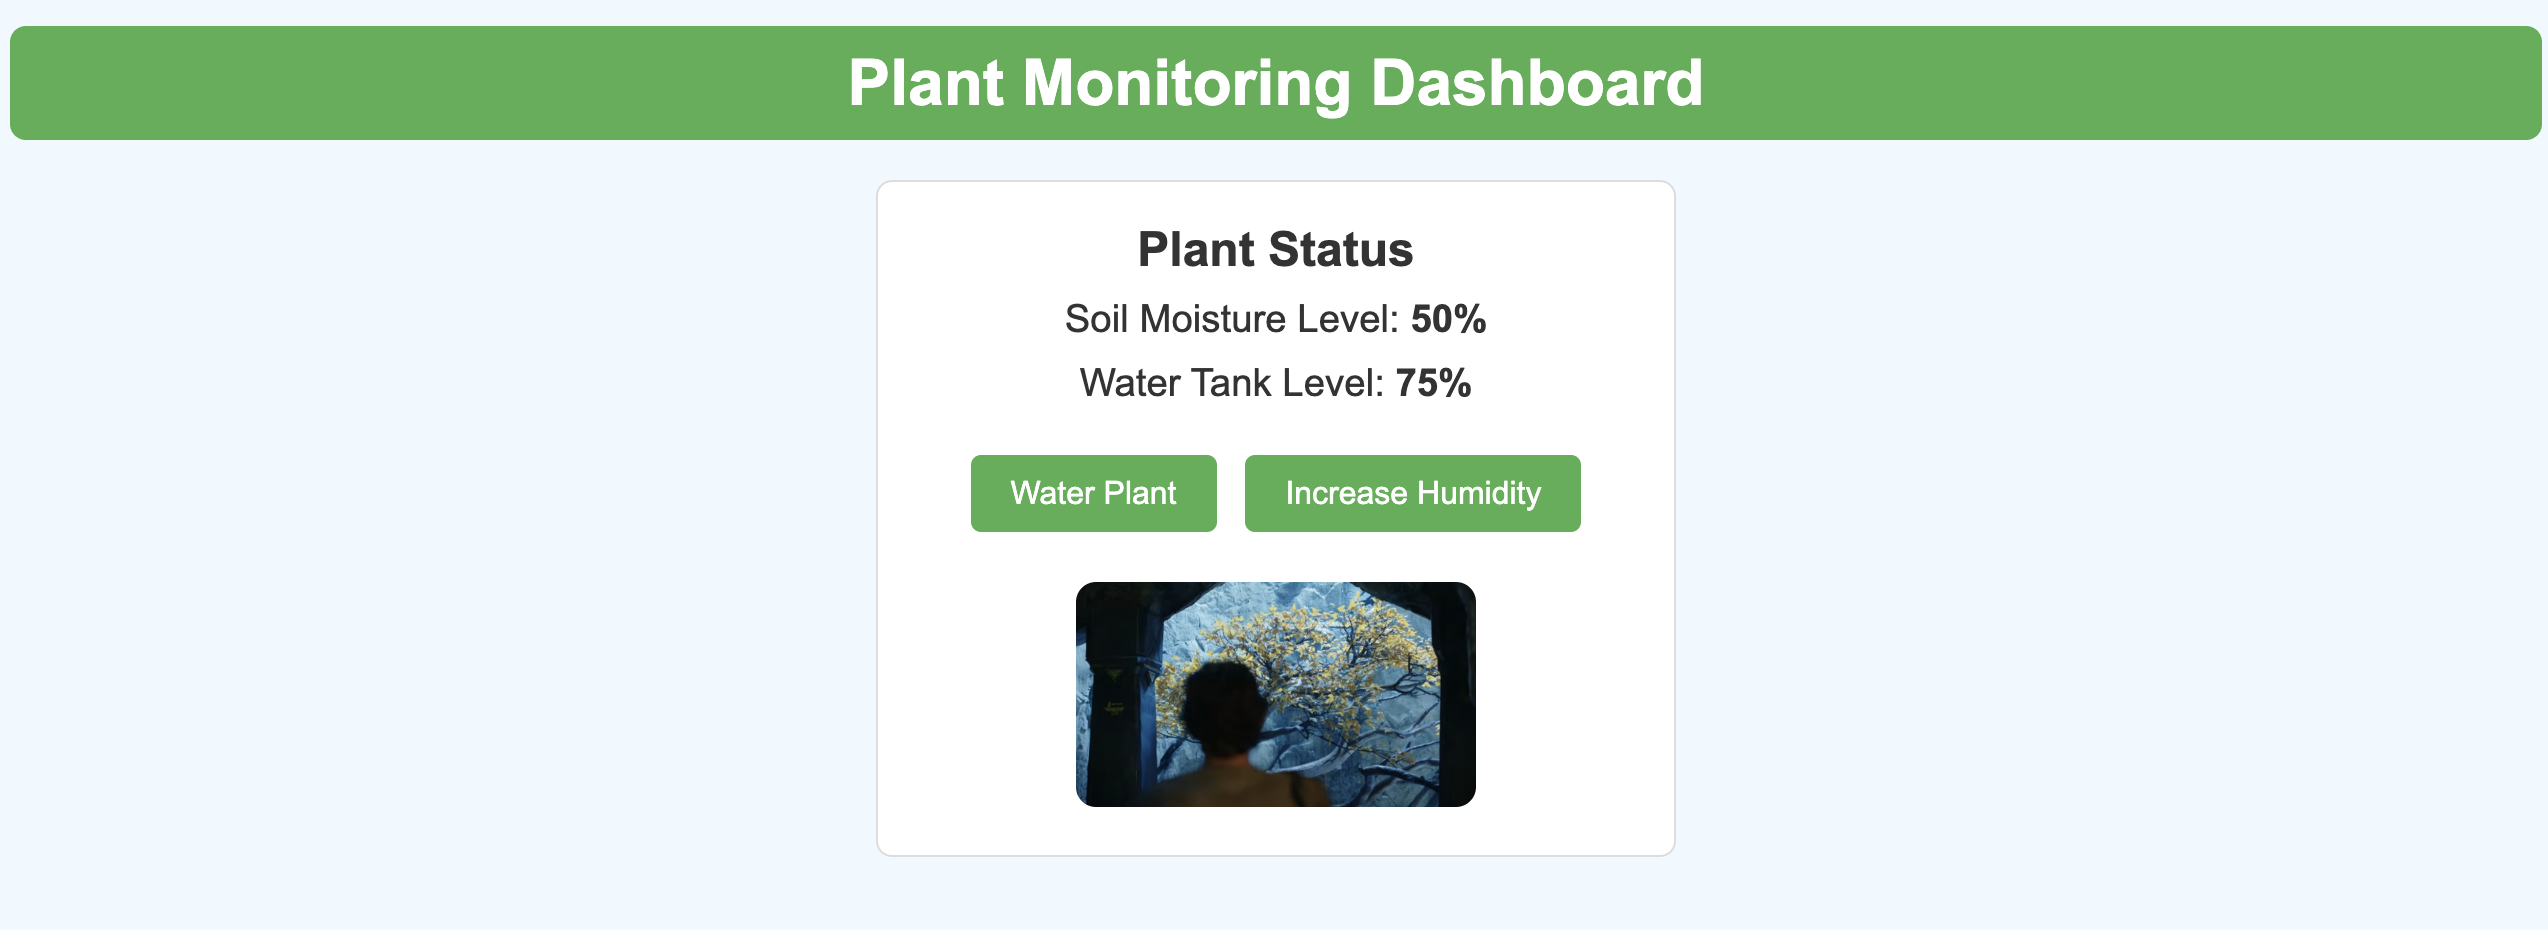 Plant Monitoring Dashboard
Plant Status
Soil Moisture Level: 50%
Water Tank Level: 75%
Water Plant
Increase Humidity